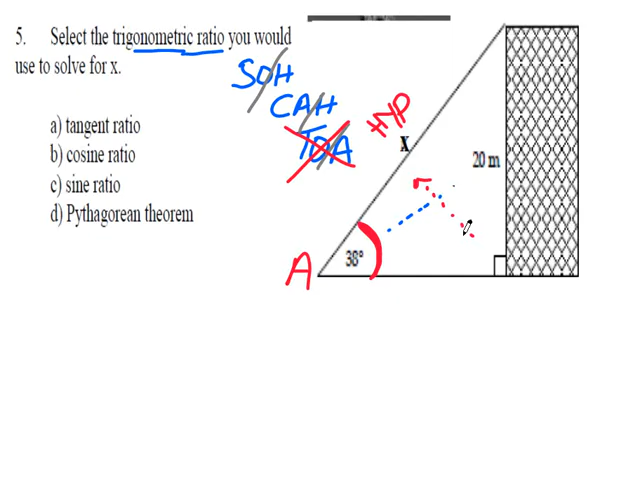 5. Select the trigonometric ratio you would
use to solve for x.
SOH
CAH
TOA
HYP
a) tangent ratio
b) cosine ratio
c) sine ratio
d) Pythagorean theorem
X
20 m
A
38°